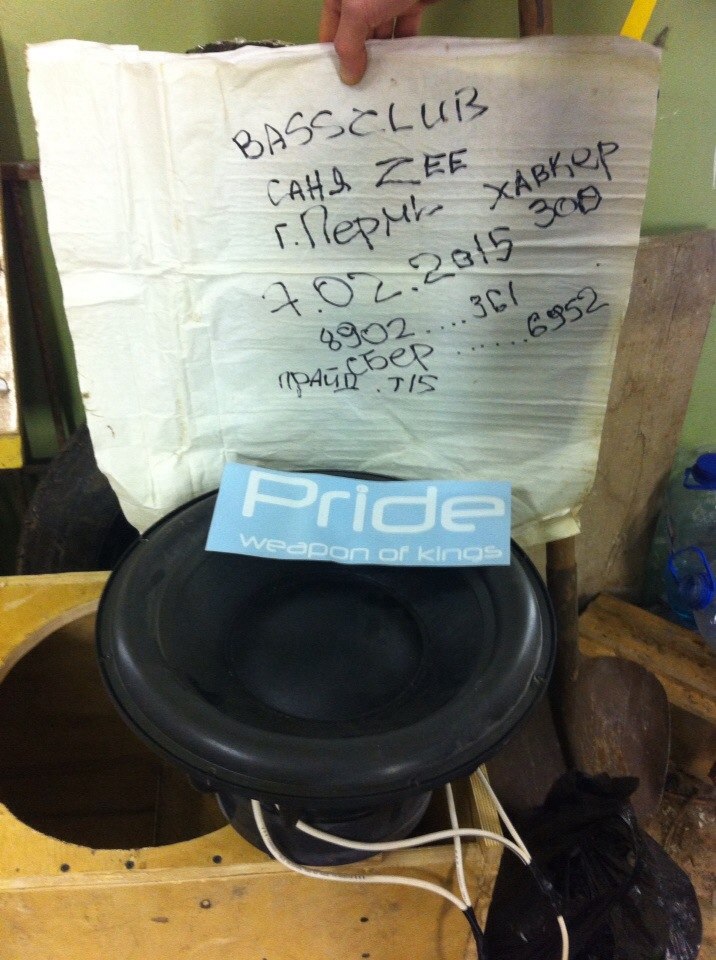 BASSCLUB
САНЯ ZEE
г.Пермь ХАВКЕР
300
7.02.2015
8902....361
СБЕР ......6952
ПРАЙД .T15
Pride
weapon of kings